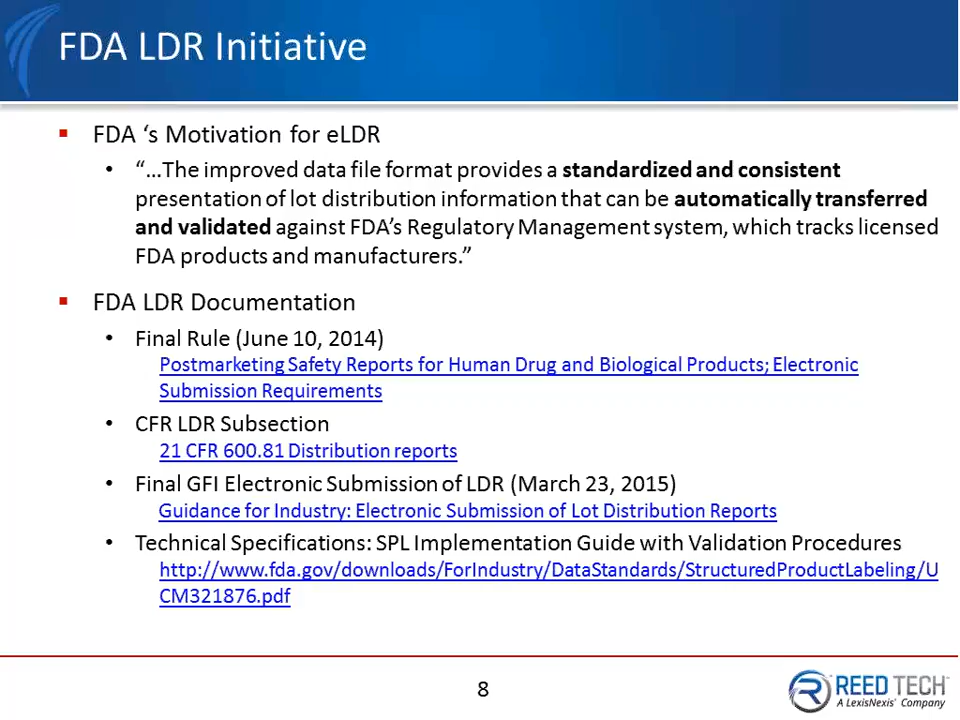 FDA LDR Initiative
FDA ‘s Motivation for eLDR
“…The improved data file format provides a standardized and consistent
presentation of lot distribution information that can be automatically transferred
and validated against FDA’s Regulatory Management system, which tracks licensed
FDA products and manufacturers.”
FDA LDR Documentation
Final Rule (June 10, 2014)
Postmarketing Safety Reports for Human Drug and Biological Products; Electronic
Submission Requirements
CFR LDR Subsection
21 CFR 600.81 Distribution reports
Final GFI Electronic Submission of LDR (March 23, 2015)
Guidance for Industry: Electronic Submission of Lot Distribution Reports
Technical Specifications: SPL Implementation Guide with Validation Procedures
http://www.fda.gov/downloads/ForIndustry/DataStandards/StructuredProductLabeling/U
CM321876.pdf
8
REED TECH™
A LexisNexis® Company